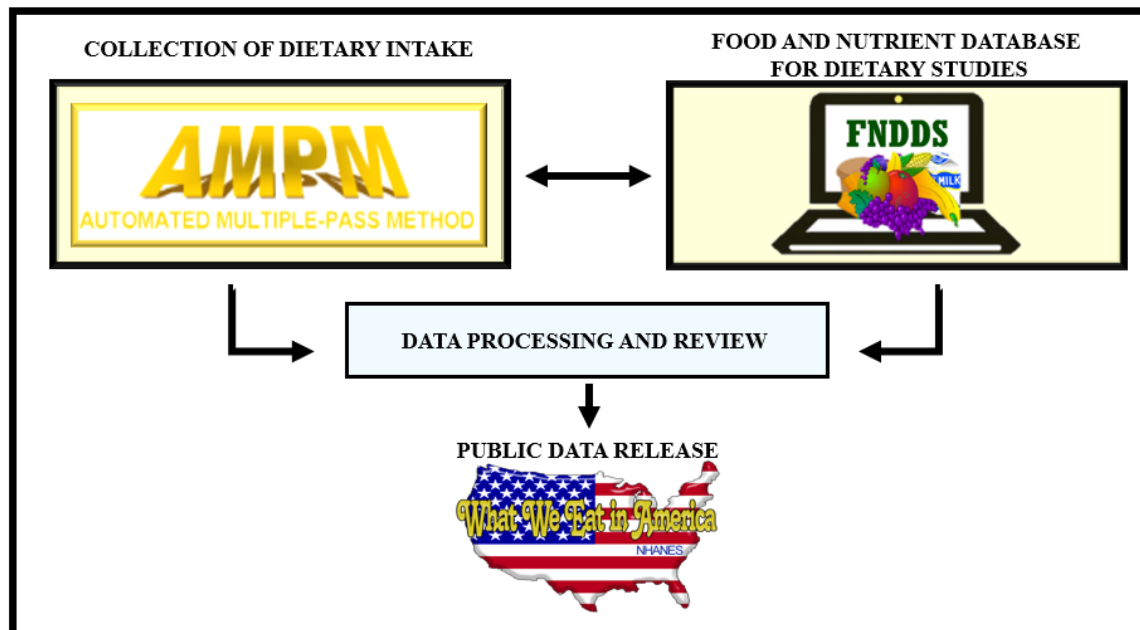 COLLECTION OF DIETARY INTAKE
FOOD AND NUTRIENT DATABASE
FOR DIETARY STUDIES
AMPM
AUTOMATED MULTIPLE-PASS METHOD
FNDDS
MILK
DATA PROCESSING AND REVIEW
PUBLIC DATA RELEASE
What We Eat in America
NHANES